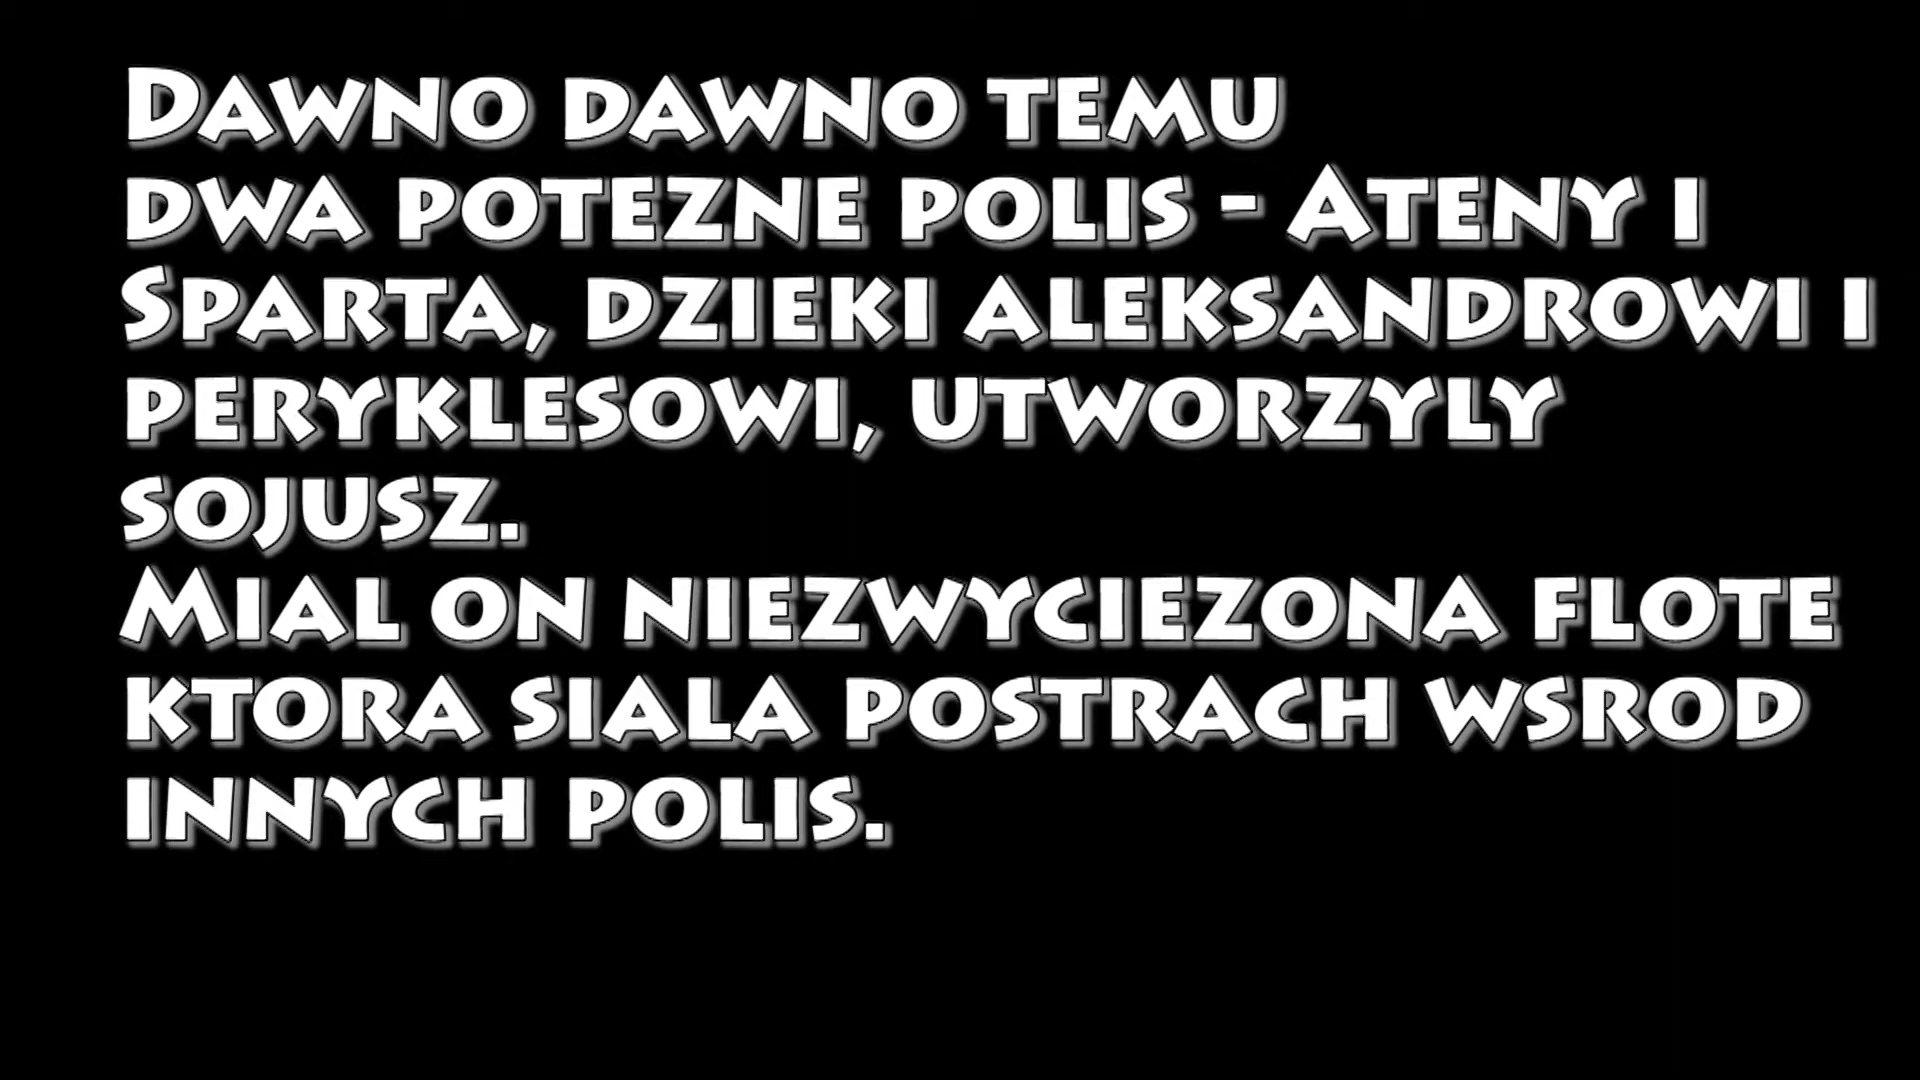 Dawno dawno temu
dwa potezne polis - Ateny i
Sparta, dzieki aleksandrowi i
peryklesowi, utworzyly
sojusz.
Mial on niezwyciezona flote
ktora siala postrach wsrod
innych polis.